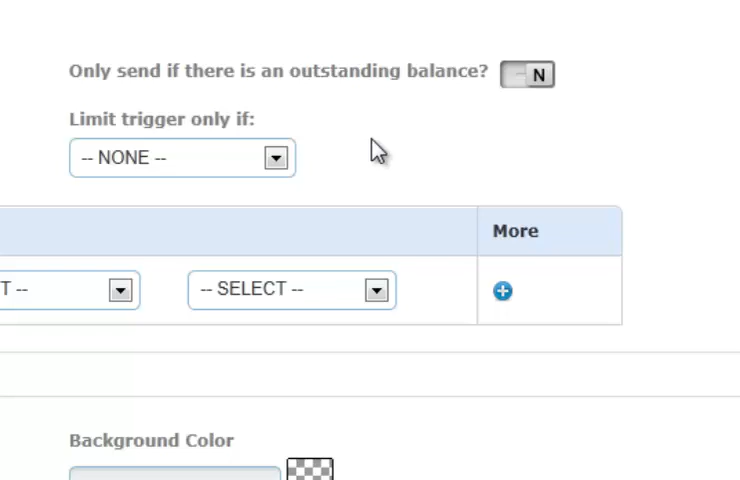 Only send if there is an outstanding balance? N
Limit trigger only if:
-- NONE --
More
T -- -- SELECT --
Background Color